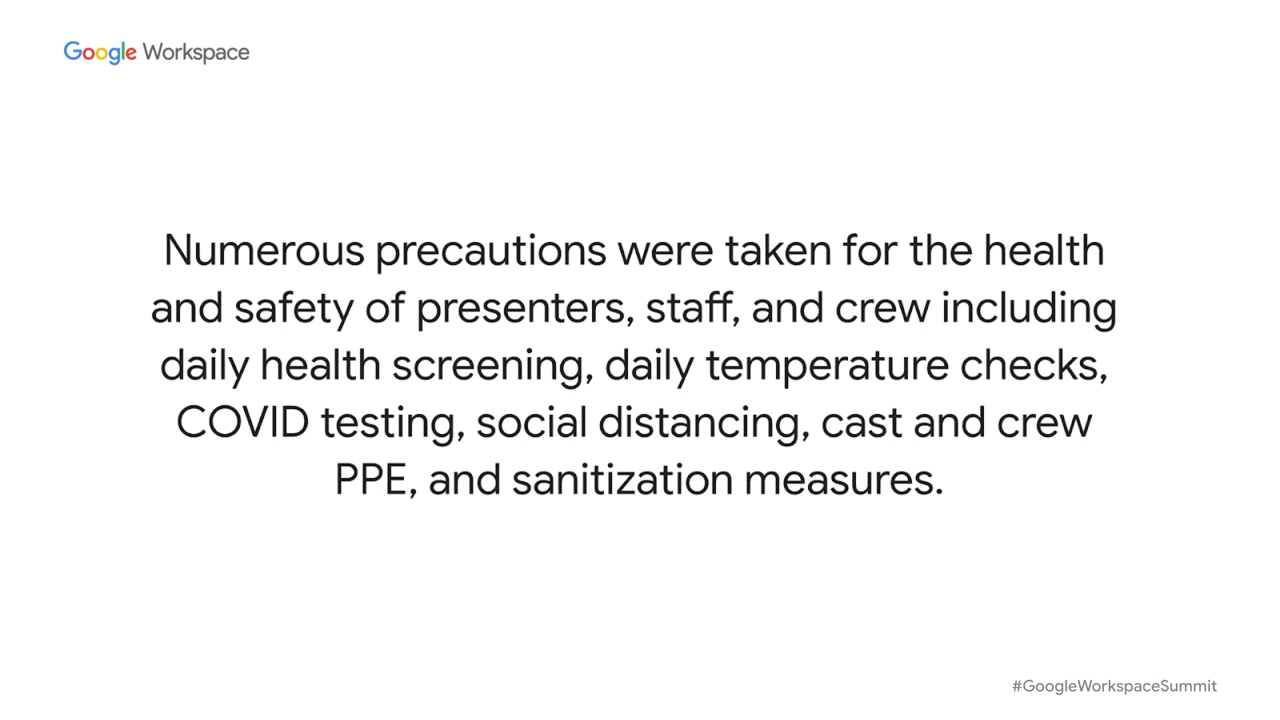 Google Workspace
Numerous precautions were taken for the health
and safety of presenters, staff, and crew including
daily health screening, daily temperature checks,
COVID testing, social distancing, cast and crew
PPE, and sanitization measures.
#GoogleWorkspaceSummit